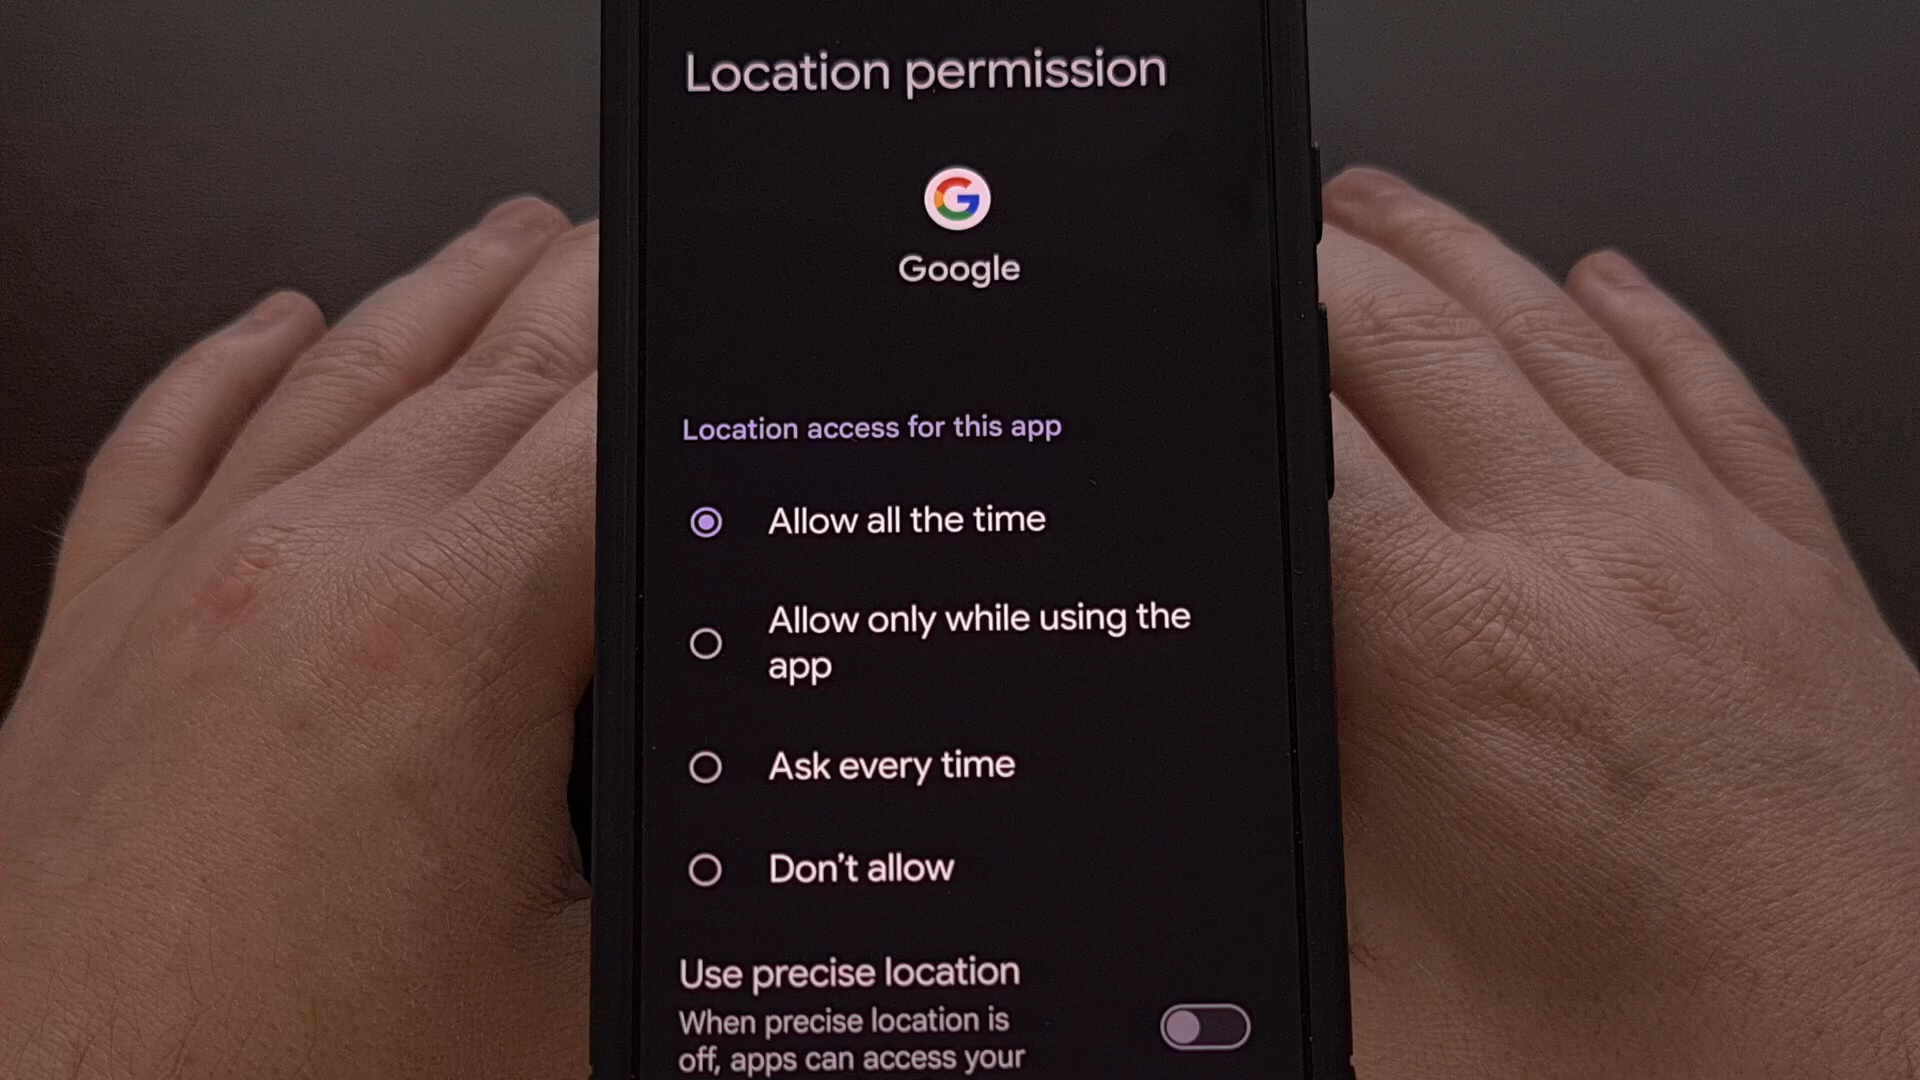 Location permission
Google
Location access for this app
Allow all the time
Allow only while using the
app
Ask every time
Don't allow
Use precise location
When precise location is
off, apps can access your